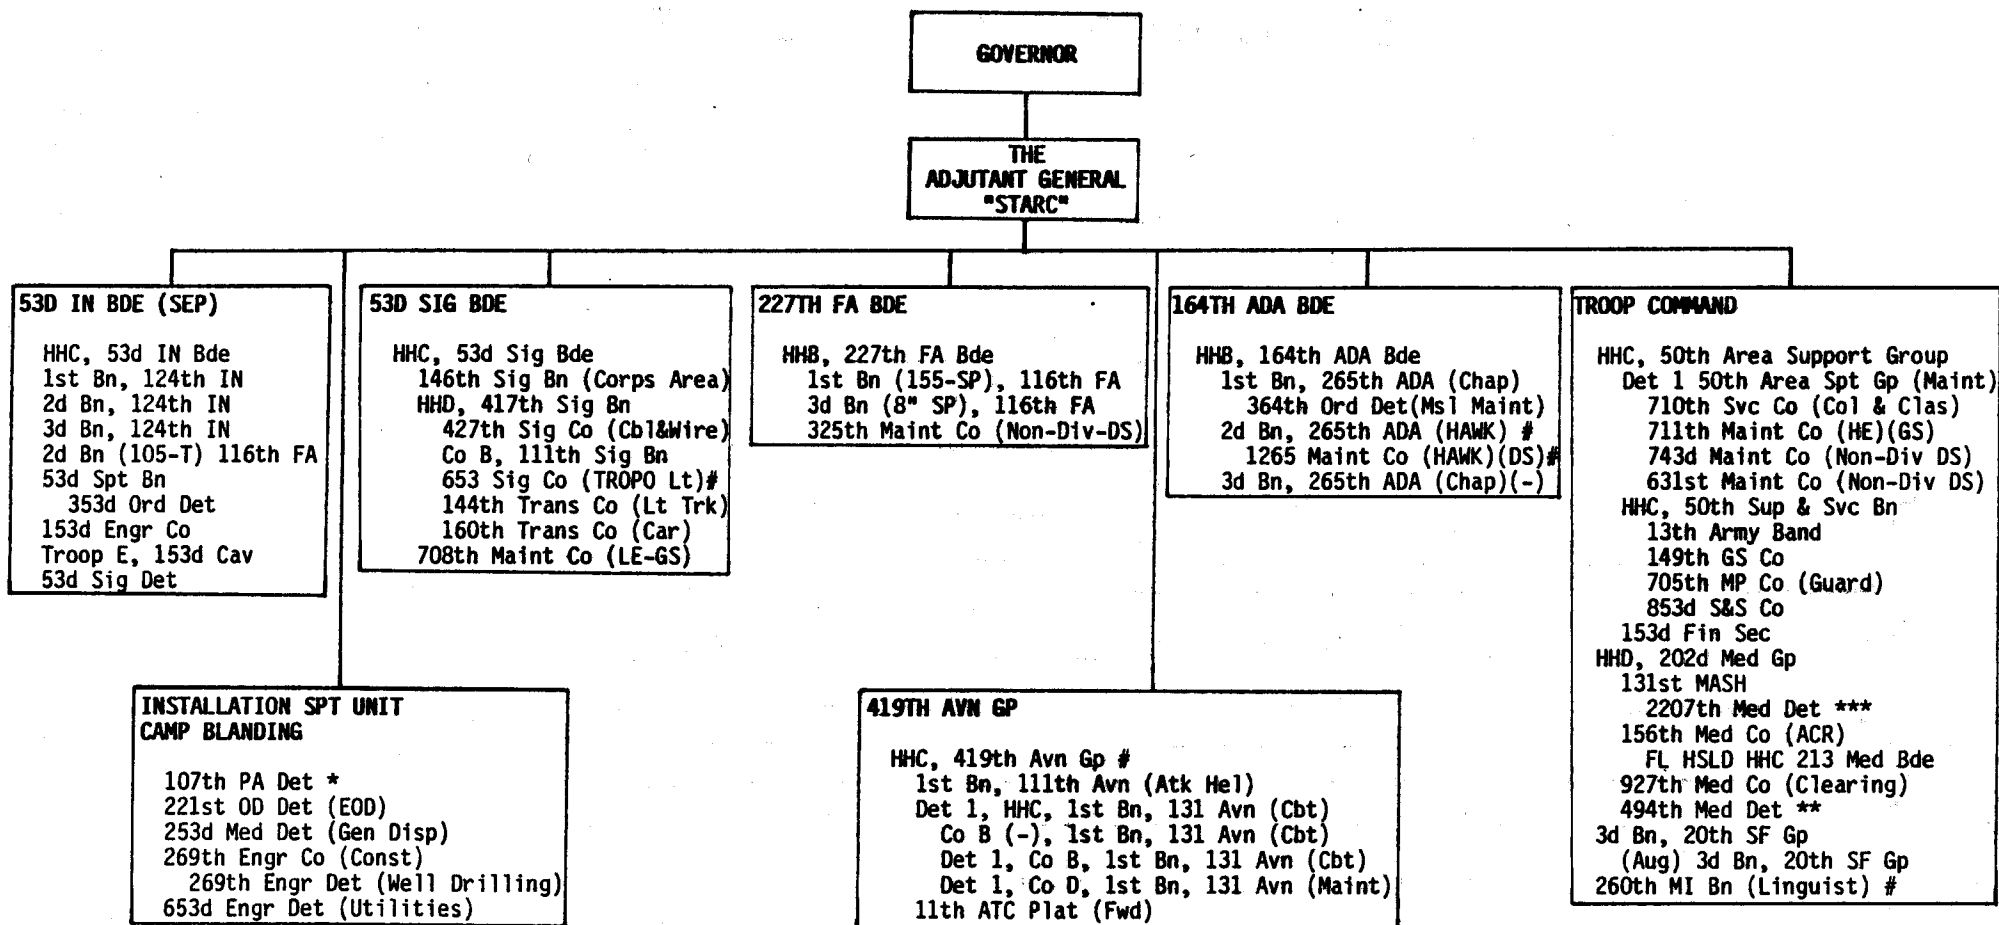 GOVERNOR
THE
ADJUTANT GENERAL
"STARC"
53D IN BDE (SEP)
HHC, 53d IN Bde
1st Bn, 124th IN
2d Bn, 124th IN
3d Bn, 124th IN
2d Bn (105-T) 116th FA
53d Spt Bn
353d Ord Det
153d Engr Co
Troop E, 153d Cav
53d Sig Det
53D SIG BDE
HHC, 53d Sig Bde
146th Sig Bn (Corps Area)
HHD, 417th Sig Bn
427th Sig Co (Cbl&Wire)
Co B, 111th Sig Bn
653 Sig Co (TROPO Lt)#
144th Trans Co (Lt Trk)
160th Trans Co (Car)
708th Maint Co (LE-GS)
227TH FA BDE
HHB, 227th FA Bde
1st Bn (155-SP), 116th FA
3d Bn (8" SP), 116th FA
325th Maint Co (Non-Div-DS)
164TH ADA BDE
HHB, 164th ADA Bde
1st Bn, 265th ADA (Chap)
364th Ord Det(Msl Maint)
2d Bn, 265th ADA (HAWK) #
1265 Maint Co (HAWK)(DS)#
3d Bn, 265th ADA (Chap)(-)
TROOP COMMAND
HHC, 50th Area Support Group
Det 1 50th Area Spt Gp (Maint)
710th Svc Co (Col & Clas)
711th Maint Co (HE)(GS)
743d Maint Co (Non-Div DS)
631st Maint Co (Non-Div DS)
HHC, 50th Sup & Svc Bn
13th Army Band
149th GS Co
705th MP Co (Guard)
853d S&S Co
153d Fin Sec
HHD, 202d Med Gp
131st MASH
2207th Med Det ***
156th Med Co (ACR)
FL HSLD HHC 213 Med Bde
927th Med Co (Clearing)
494th Med Det **
3d Bn, 20th SF Gp
(Aug) 3d Bn, 20th SF Gp
260th MI Bn (Linguist) #
INSTALLATION SPT UNIT
CAMP BLANDING
107th PA Det *
221st OD Det (EOD)
253d Med Det (Gen Disp)
269th Engr Co (Const)
269th Engr Det (Well Drilling)
653d Engr Det (Utilities)
419TH AVN GP
HHC, 419th Avn Gp #
1st Bn, 111th Avn (Atk Hel)
Det 1, HHC, 1st Bn, 131 Avn (Cbt)
Co B (-), 1st Bn, 131 Avn (Cbt)
Det 1, Co B, 1st Bn, 131 Avn (Cbt)
Det 1, Co D, 1st Bn, 131 Avn (Maint)
11th ATC Plat (Fwd)